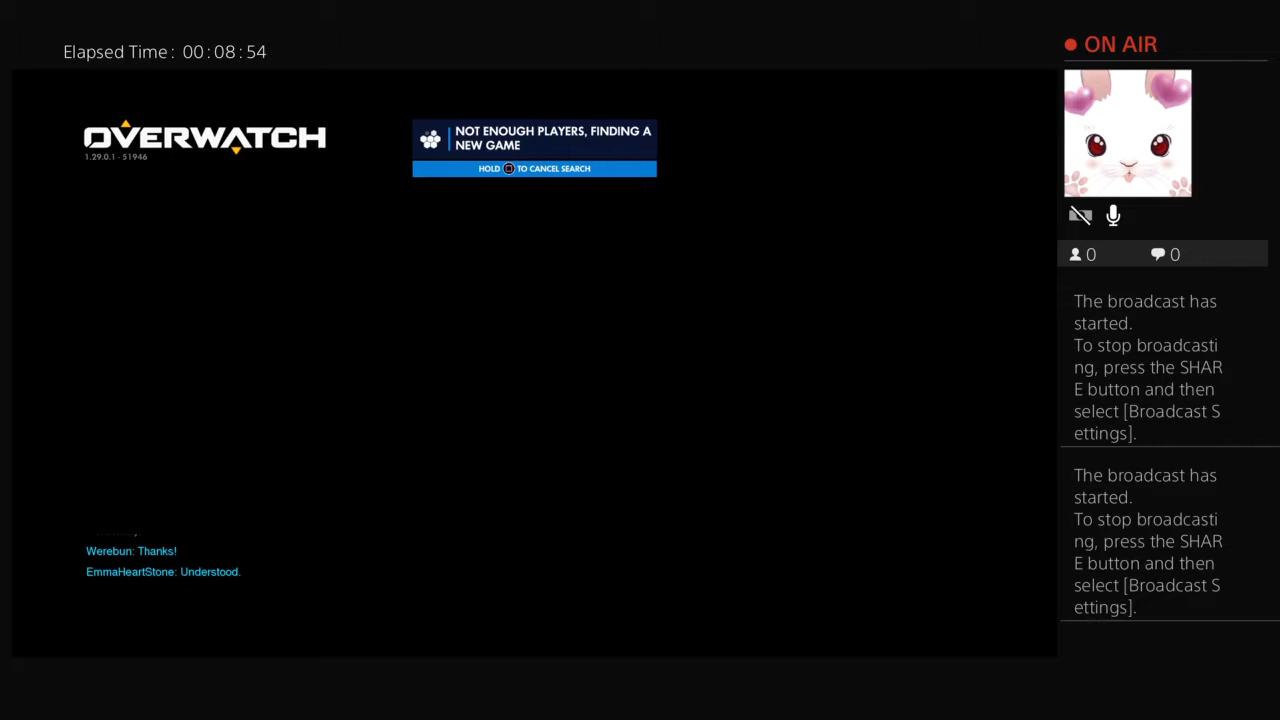 Elapsed Time: 00:08:54
ON AIR
OVERWATCH
1.29.0.1 - 51946
NOT ENOUGH PLAYERS, FINDING A
NEW GAME
HOLD TO CANCEL SEARCH
0 0
The broadcast has
started.
To stop broadcasti
ng, press the SHAR
E button and then
select [Broadcast S
ettings].
The broadcast has
started.
To stop broadcasti
ng, press the SHAR
E button and then
select [Broadcast S
ettings].
Werebun: Thanks!
EmmaHeartStone: Understood.